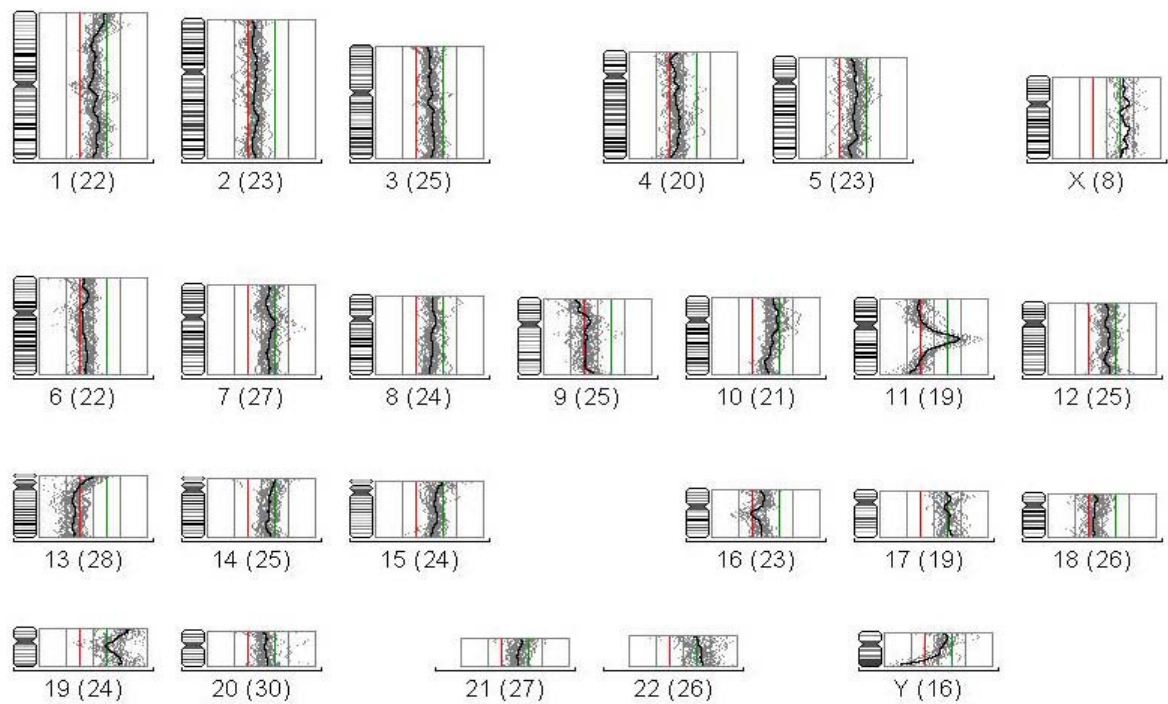 1 (22) 2 (23) 3 (25) 4 (20) 5 (23) X (8)
6 (22) 7 (27) 8 (24) 9 (25) 10 (21) 11 (19) 12 (25)
13 (28) 14 (25) 15 (24) 16 (23) 17 (19) 18 (26)
19 (24) 20 (30) 21 (27) 22 (26) Y (16)